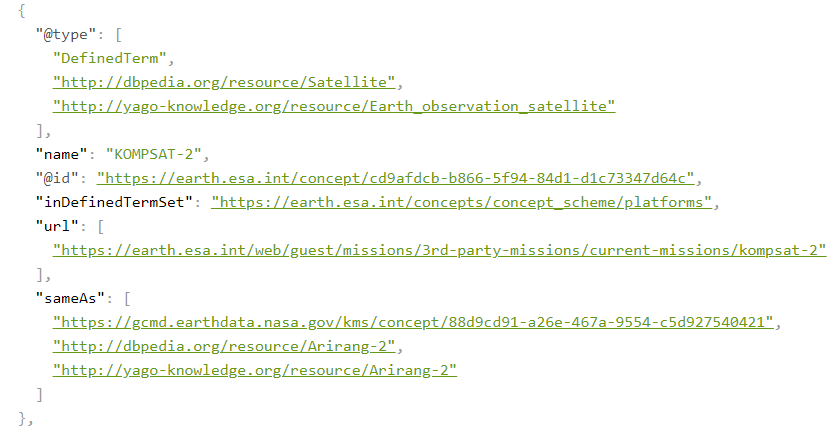 {
"@type": [
"DefinedTerm",
"http://dbpedia.org/resource/Satellite",
"http://yago-knowledge.org/resource/Earth_observation_satellite"
],
"name": "KOMPSAT-2",
"@id": "https://earth.esa.int/concept/cd9afdcb-b866-5f94-84d1-d1c73347d64c",
"inDefinedTermSet": "https://earth.esa.int/concepts/concept_scheme/platforms",
"url": [
"https://earth.esa.int/web/guest/missions/3rd-party-missions/current-missions/kompsat-2"
],
"sameAs": [
"https://gcmd.earthdata.nasa.gov/kms/concept/88d9cd91-a26e-467a-9554-c5d927540421",
"http://dbpedia.org/resource/Arirang-2",
"http://yago-knowledge.org/resource/Arirang-2"
]
},